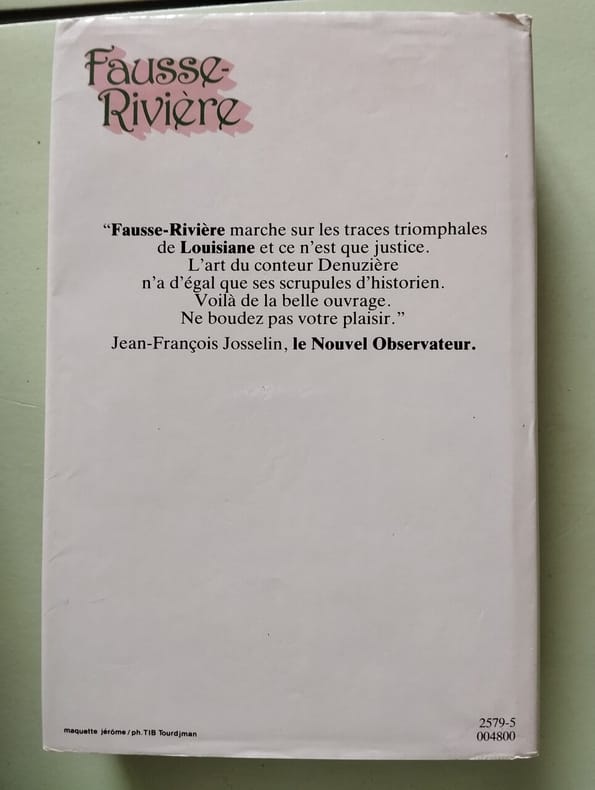 Fausse-
Rivière
“Fausse-Rivière marche sur les traces triomphales
de Louisiane et ce n’est que justice.
L’art du conteur Denuzière
n’a d’égal que ses scrupules d’historien.
Voilà de la belle ouvrage.
Ne boudez pas votre plaisir.”
Jean-François Josselin, le Nouvel Observateur.
maquette jérôme/ph.TIB Tourdjman
2579-5
004800